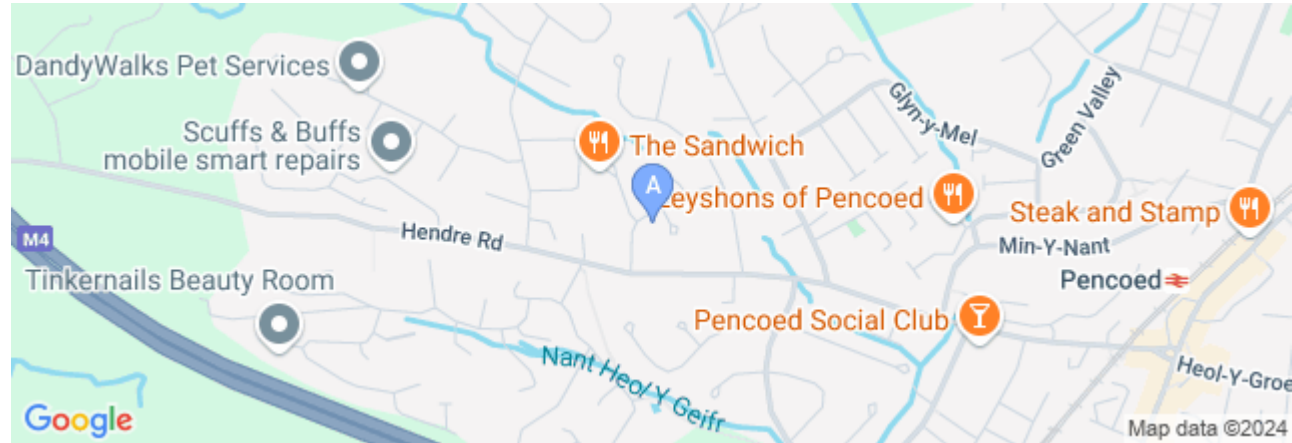 DandyWalks Pet Services
Scuffs & Buffs
mobile smart repairs
The Sandwich
A
Leyshons of Pencoed
Glyn-y-Mel
Green Valley
Steak and Stamp
M4
Hendre Rd
Min-Y-Nant
Tinkernails Beauty Room
Pencoed
Pencoed Social Club
Nant Heol Y Geifr
Heol-Y-Groe
Google
Map data ©2024